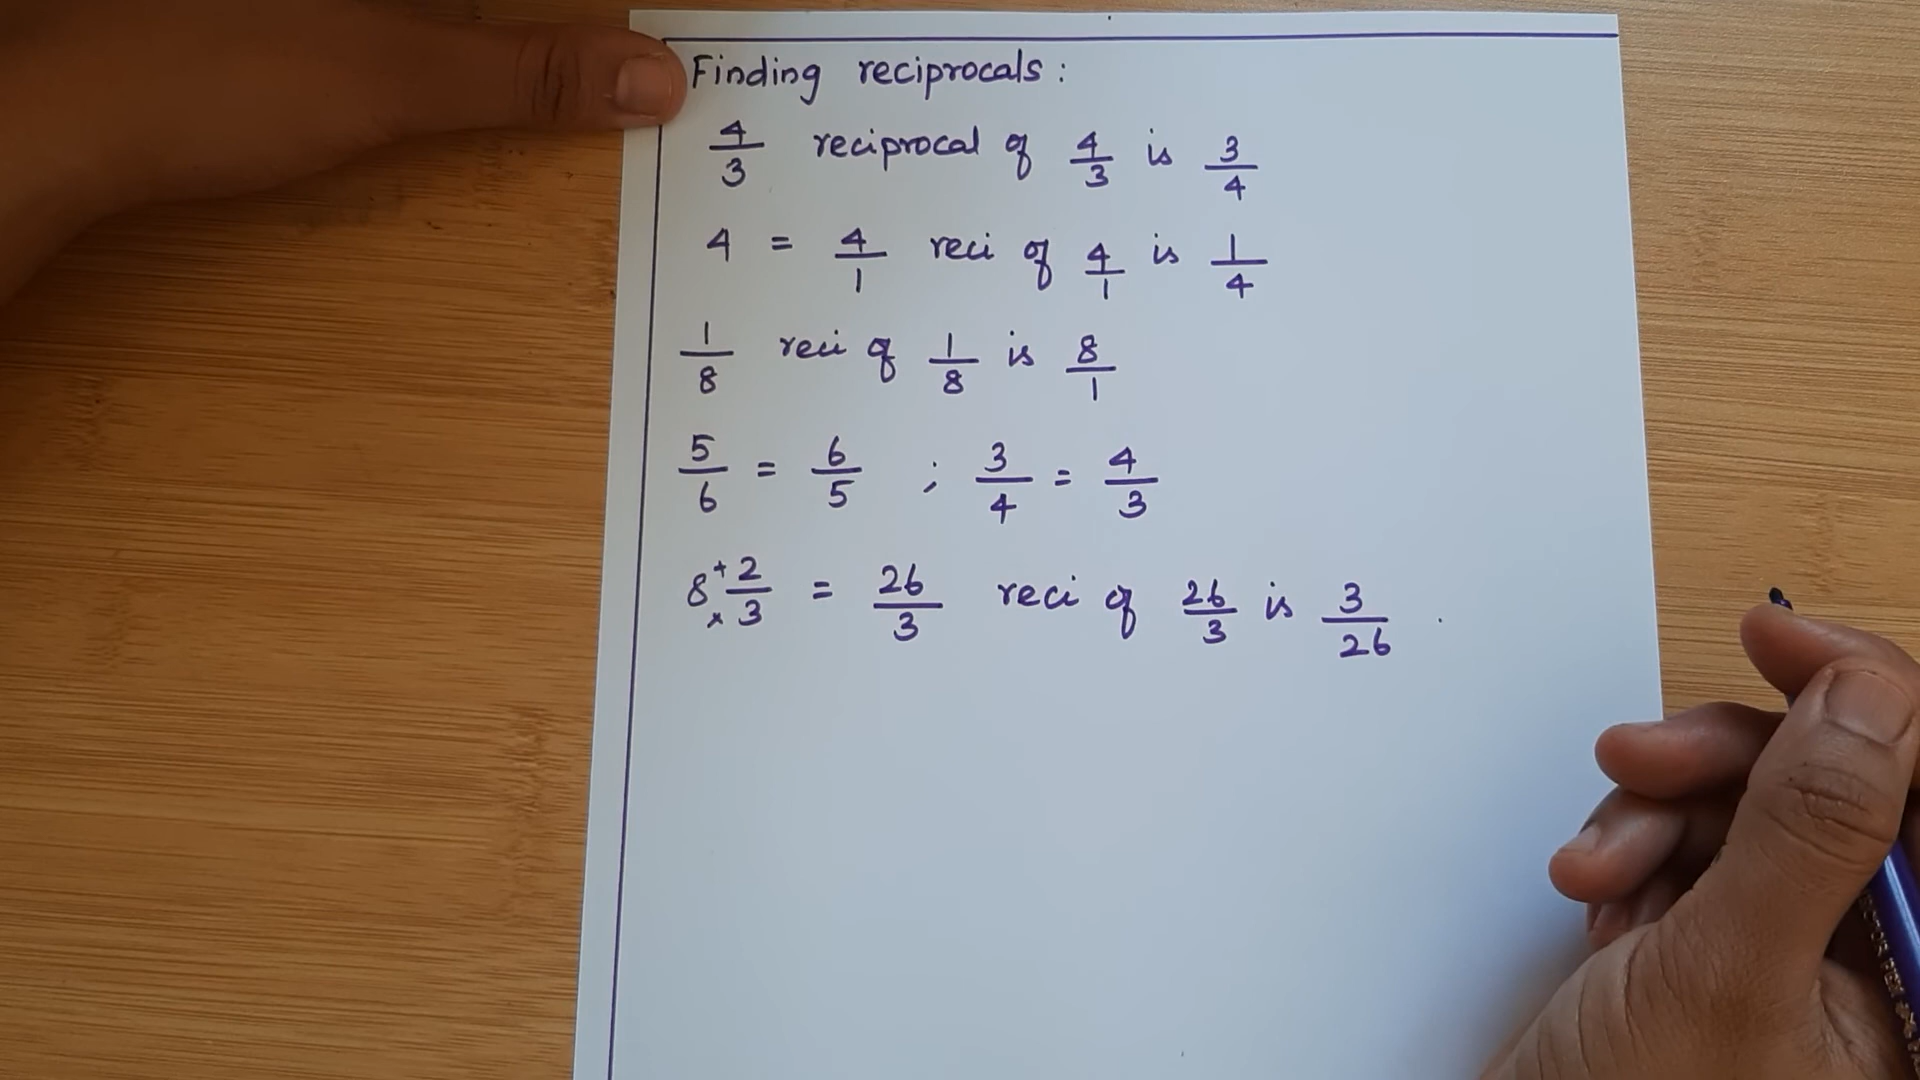 Finding reciprocals :
4/3 reciprocal of 4/3 is 3/4
4 = 4/1 reci of 4/1 is 1/4
1/8 reci of 1/8 is 8/1
5/6 = 6/5 ; 3/4 = 4/3
8 + 2/3 × = 26/3 reci of 26/3 is 3/26